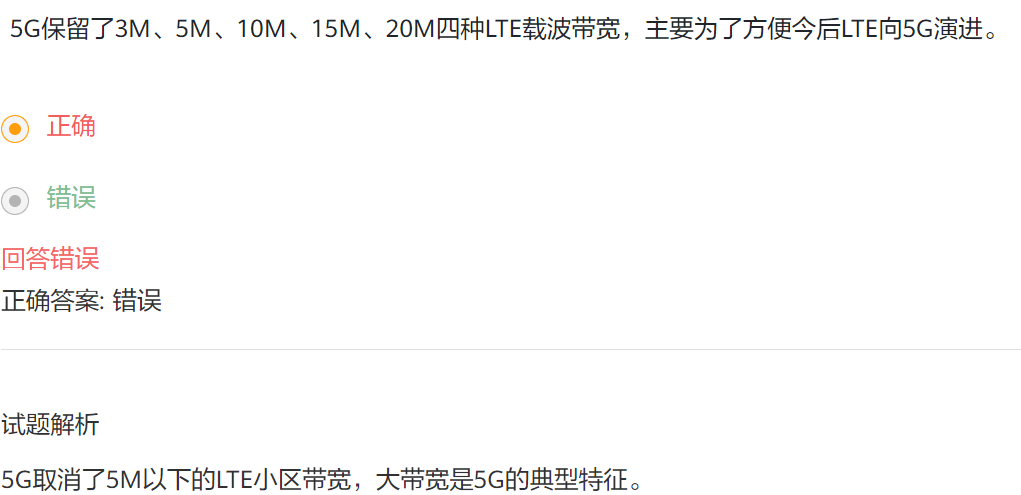 5G保留了3M、5M、10M、15M、20M四种LTE载波带宽，主要为了方便今后LTE向5G演进。
正确
错误
回答错误
正确答案: 错误
试题解析
5G取消了5M以下的LTE小区带宽，大带宽是5G的典型特征。